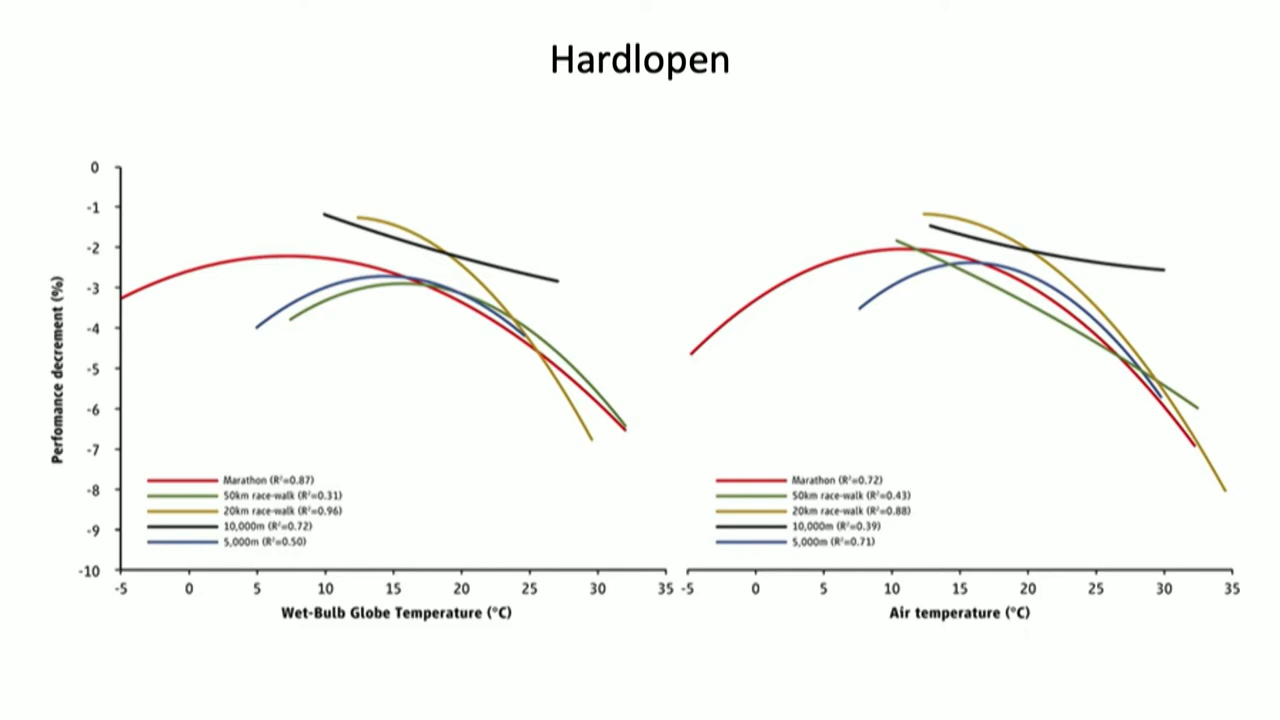 Hardlopen
Perfomance decrement (%)
0
-1
-2
-3
-4
-5
-6
-7
-8
-9
-10
Marathon (R²=0.87)
50km race-walk (R²=0.31)
20km race-walk (R²=0.96)
10,000m (R²=0.72)
5,000m (R²=0.50)
-5 0 5 10 15 20 25 30 35
Wet-Bulb Globe Temperature (°C)
Marathon (R²=0.72)
50km race-walk (R²=0.43)
20km race-walk (R²=0.88)
10,000m (R²=0.39)
5,000m (R²=0.71)
-5 0 5 10 15 20 25 30 35
Air temperature (°C)